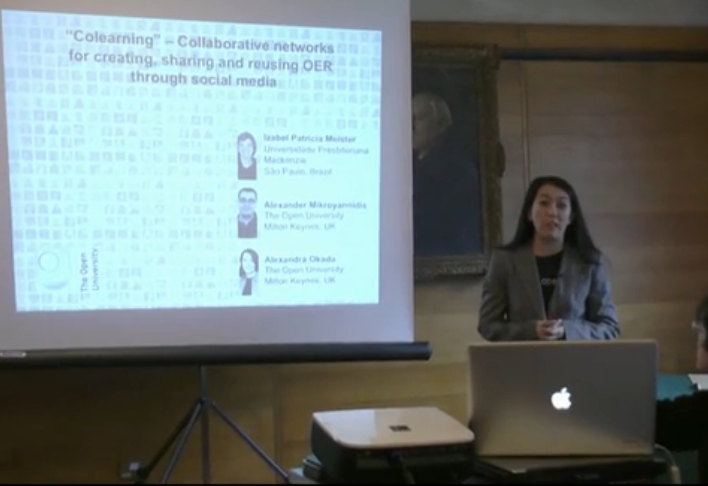 "Colearning" – Collaborative networks
for creating, sharing and reusing OER
through social media
Izabel Patricia Meister
Universidade Presbiteriana
Mackenzie
São Paulo, Brazil
Alexander Mikroyannidis
The Open University
Milton Keynes, UK
Alexandra Okada
The Open University
Milton Keynes, UK
The Open
University